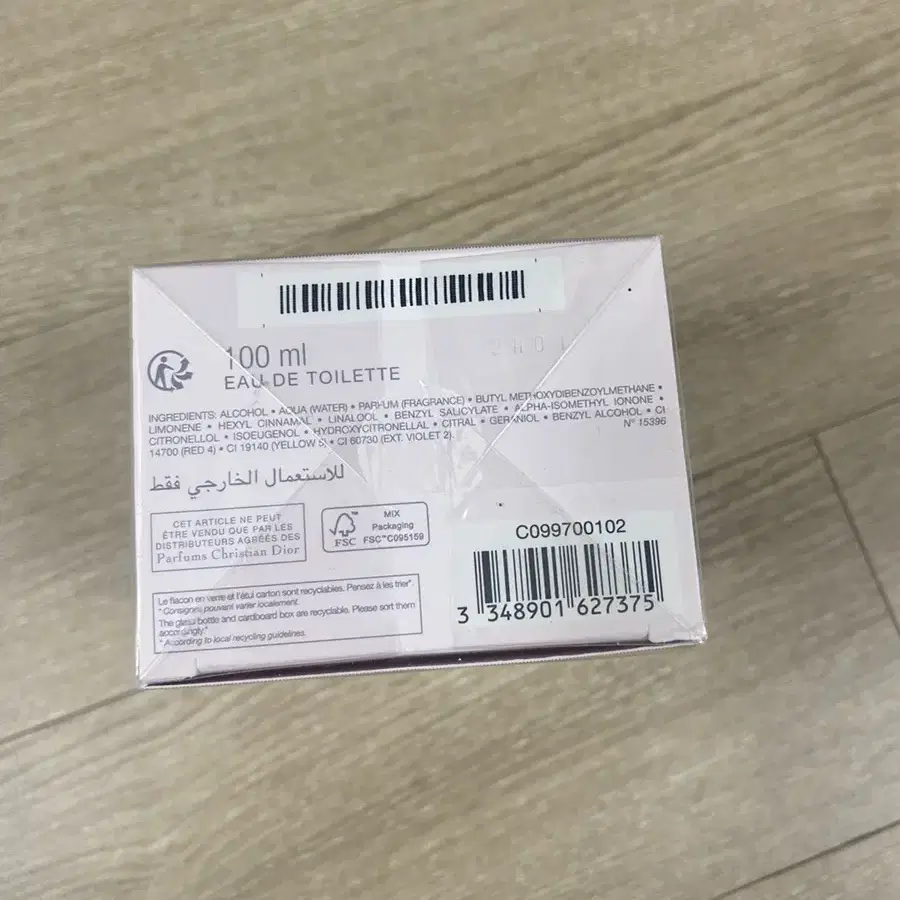 100 ml
EAU DE TOILETTE
INGREDIENTS: ALCOHOL • AQUA (WATER) • PARFUM (FRAGRANCE) • BUTYL METHOXYDIBENZOYLMETHANE •
LIMONENE • HEXYL CINNAMAL • LINALOOL • BENZYL SALICYLATE • ALPHA-ISOMETHYL IONONE •
CITRONELLOL • ISOEUGENOL • HYDROXYCITRONELLAL • CITRAL • GERANIOL • BENZYL ALCOHOL • CI
14700 (RED 4) • CI 19140 (YELLOW 5) • CI 60730 (EXT. VIOLET 2). N° 15396
للاستعمال الخارجي فقط
CET ARTICLE NE PEUT
ÊTRE VENDU QUE PAR LES
DISTRIBUTEURS AGRÉÉS DES
Parfums Christian Dior
FSC™
MIX
Packaging
FSC™ C095159
Le flacon en verre et l'étui carton sont recyclables. Pensez à les trier*.
* Consignes pouvant varier localement.
The glass bottle and cardboard box are recyclable. Please sort them
accordingly.*
* According to local recycling guidelines.
C099700102
3 348901 627375